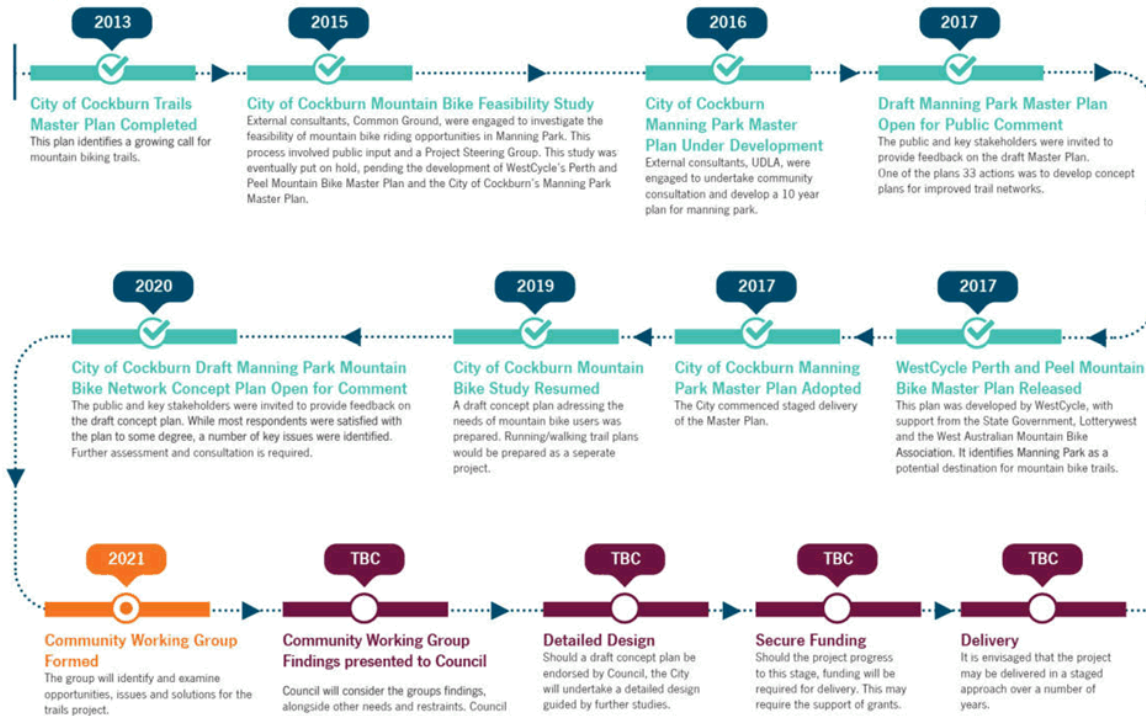 2013
City of Cockburn Trails
Master Plan Completed
This plan identifies a growing call for
mountain biking trails.
2015
City of Cockburn Mountain Bike Feasibility Study
External consultants, Common Ground, were engaged to investigate the
feasibility of mountain bike riding opportunities in Manning Park. This
process involved public input and a Project Steering Group. This study was
eventually put on hold, pending the development of WestCycle's Perth and
Peel Mountain Bike Master Plan and the City of Cockburn's Manning Park
Master Plan.
2016
City of Cockburn
Manning Park Master
Plan Under Development
External consultants, UDLA, were
engaged to undertake community
consultation and develop a 10 year
plan for manning park.
2017
Draft Manning Park Master Plan
Open for Public Comment
The public and key stakeholders were invited to
provide feedback on the draft Master Plan.
One of the plans 33 actions was to develop concept
plans for improved trail networks.
2017
WestCycle Perth and Peel Mountain
Bike Master Plan Released
This plan was developed by WestCycle, with
support from the State Government, Lotterywest
and the West Australian Mountain Bike
Association. It identifies Manning Park as a
potential destination for mountain bike trails.
2017
City of Cockburn Manning
Park Master Plan Adopted
The City commenced staged delivery
of the Master Plan.
2019
City of Cockburn Mountain
Bike Study Resumed
A draft concept plan adressing the
needs of mountain bike users was
prepared. Running/walking trail plans
would be prepared as a seperate
project.
2020
City of Cockburn Draft Manning Park Mountain
Bike Network Concept Plan Open for Comment
The public and key stakeholders were invited to provide feedback on
the draft concept plan. While most respondents were satisfied with
the plan to some degree, a number of key issues were identified.
Further assessment and consultation is required.
2021
Community Working Group
Formed
The group will identify and examine
opportunities, issues and solutions for the
trails project.
TBC
Community Working Group
Findings presented to Council
Council will consider the groups findings,
alongside other needs and restraints. Council
TBC
Detailed Design
Should a draft concept plan be
endorsed by Council, the City
will undertake a detailed design
guided by further studies.
TBC
Secure Funding
Should the project progress
to this stage, funding will be
required for delivery. This may
require the support of grants.
TBC
Delivery
It is envisaged that the project
may be delivered in a staged
approach over a number of
years.